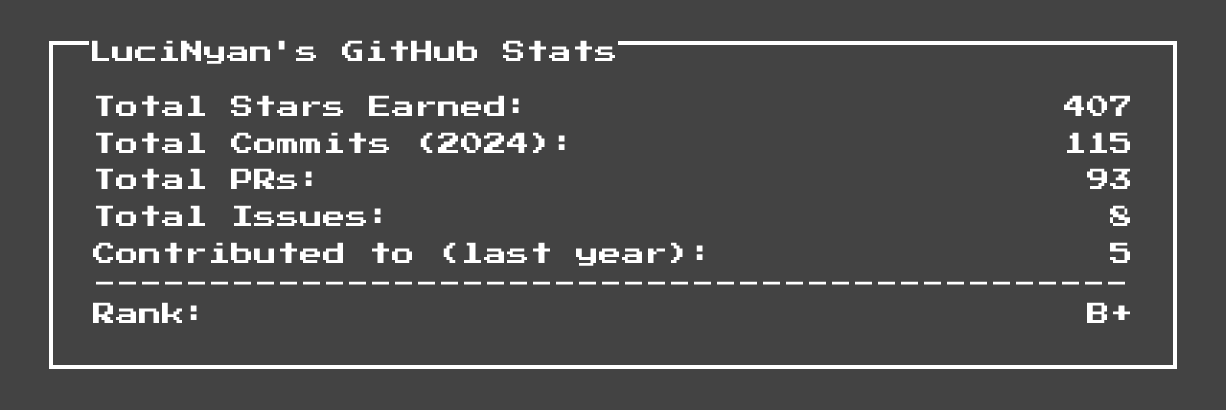 LuciNyan's GitHub Stats
Total Stars Earned: 407
Total Commits (2024): 115
Total PRs: 93
Total Issues: 8
Contributed to (last year): 5
Rank: B+